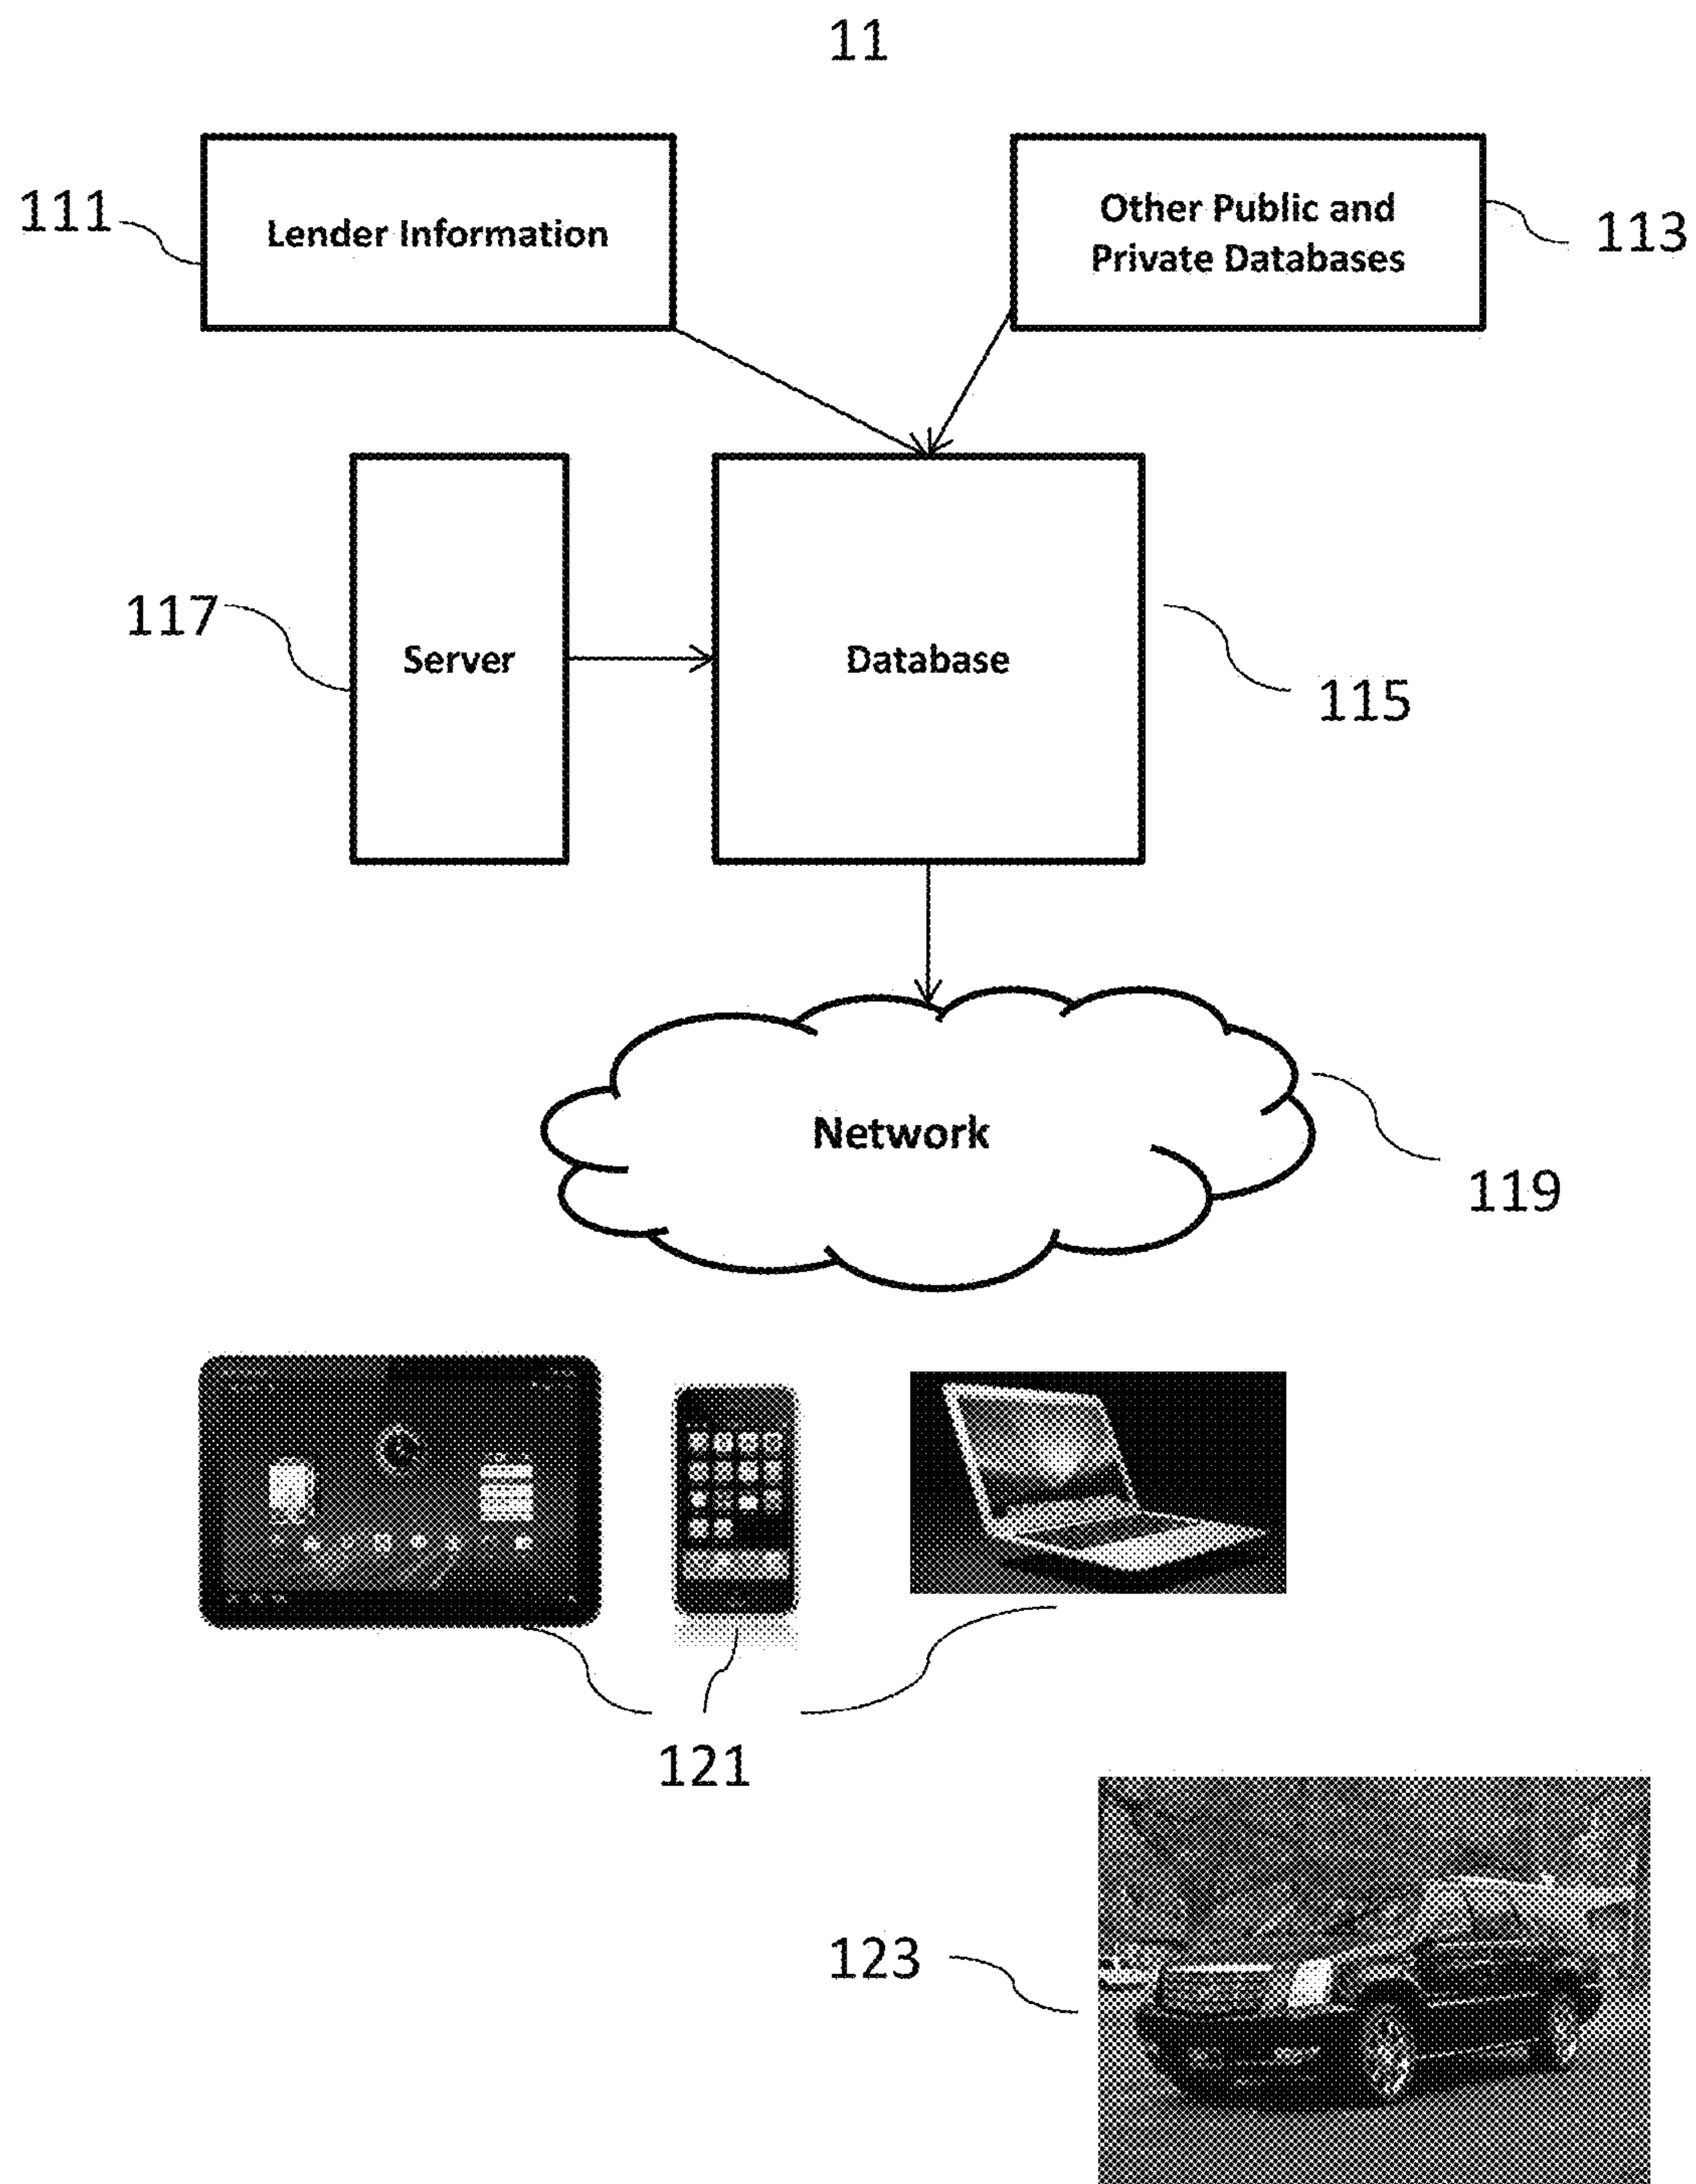 11
111
Lender Information
Other Public and
Private Databases
113
117
Server
Database
115
Network
119
121
123